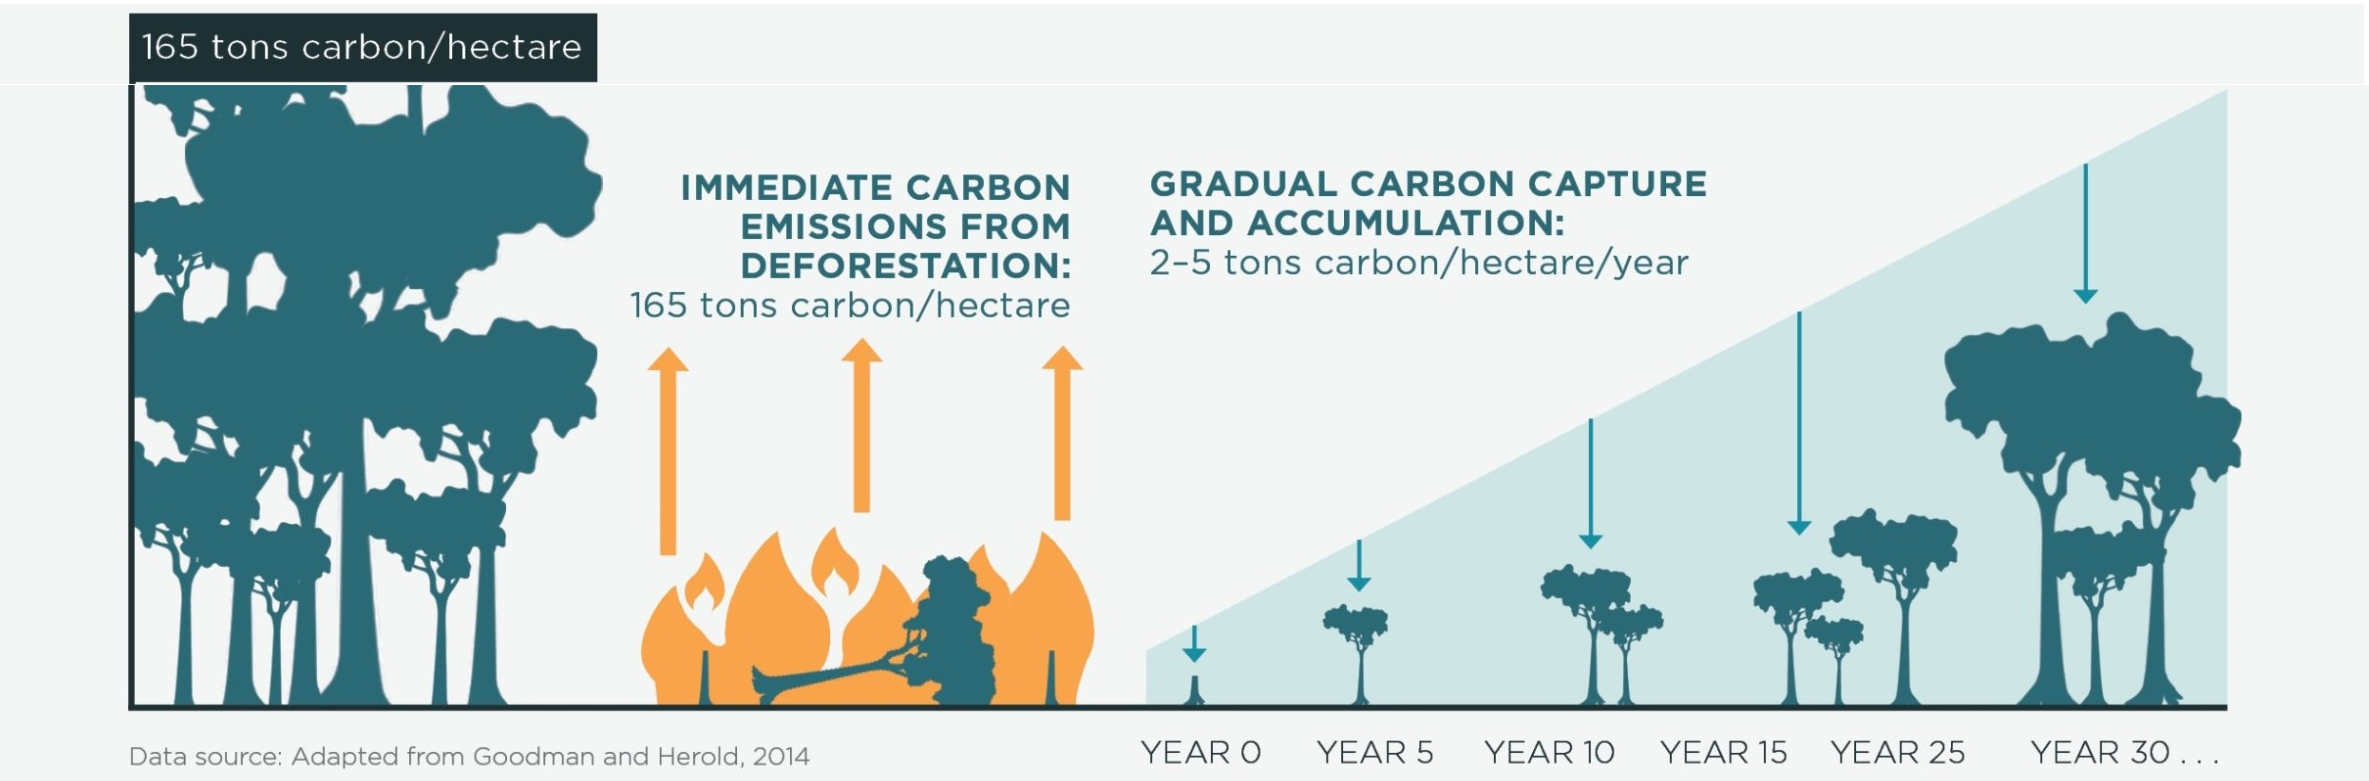 165 tons carbon/hectare
IMMEDIATE CARBON
EMISSIONS FROM
DEFORESTATION:
165 tons carbon/hectare
GRADUAL CARBON CAPTURE
AND ACCUMULATION:
2–5 tons carbon/hectare/year
YEAR 0 YEAR 5 YEAR 10 YEAR 15 YEAR 25 YEAR 30 . . .
Data source: Adapted from Goodman and Herold, 2014